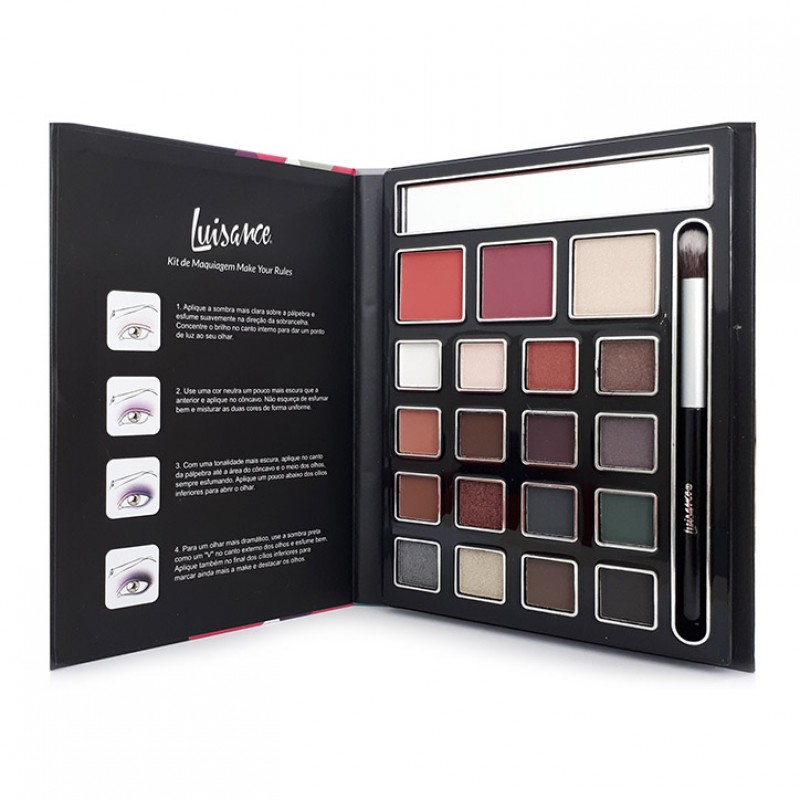 Luisance
Kit de Maquiagem Make Your Rules
1. Aplique a sombra mais clara sobre a pálpebra e
esfume suavemente na direção da sobrancelha.
Concentre o brilho no canto interno para dar um ponto
de luz ao seu olhar.
2. Use uma cor neutra um pouco mais escura que a
anterior e aplique no côncavo. Não esqueça de esfumar
bem e misturar as duas cores de forma uniforme.
3. Com uma tonalidade mais escura, aplique no canto
da pálpebra até a área do côncavo e o meio dos olhos,
sempre esfumando. Aplique um pouco abaixo dos cílios
inferiores para abrir o olhar.
4. Para um olhar mais dramático, use a sombra preta
como um "V" no canto externo dos olhos e esfume bem.
Aplique também no final dos cílios inferiores para
marcar ainda mais a make e destacar os olhos.
Luisance®